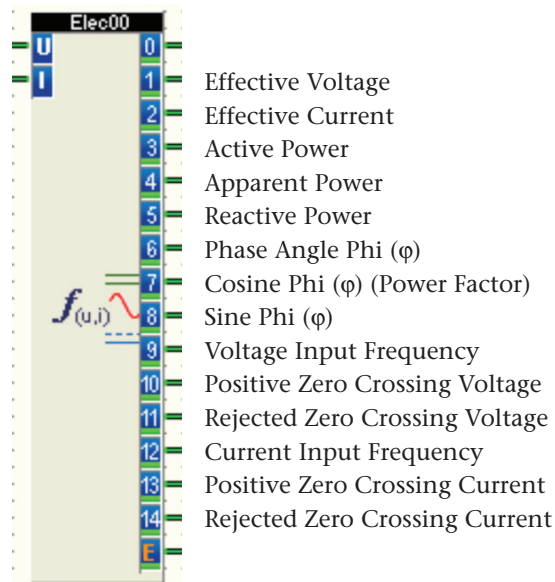 Elec00
U 0
I 1 Effective Voltage
2 Effective Current
3 Active Power
4 Apparent Power
5 Reactive Power
6 Phase Angle Phi (φ)
7 Cosine Phi (φ) (Power Factor)
f(u,i) 8 Sine Phi (φ)
9 Voltage Input Frequency
10 Positive Zero Crossing Voltage
11 Rejected Zero Crossing Voltage
12 Current Input Frequency
13 Positive Zero Crossing Current
14 Rejected Zero Crossing Current
E